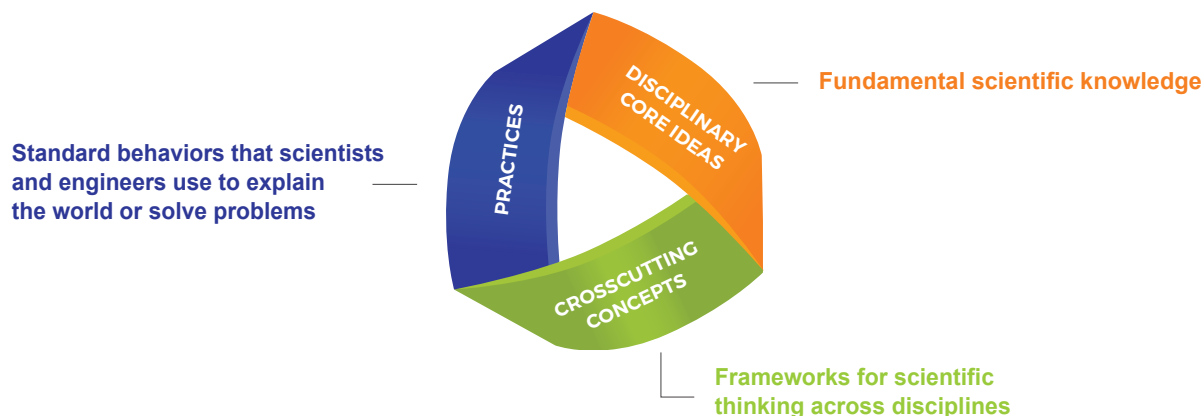 Standard behaviors that scientists
and engineers use to explain
the world or solve problems
PRACTICES
DISCIPLINARY
CORE IDEAS
Fundamental scientific knowledge
CROSSCUTTING
CONCEPTS
Frameworks for scientific
thinking across disciplines